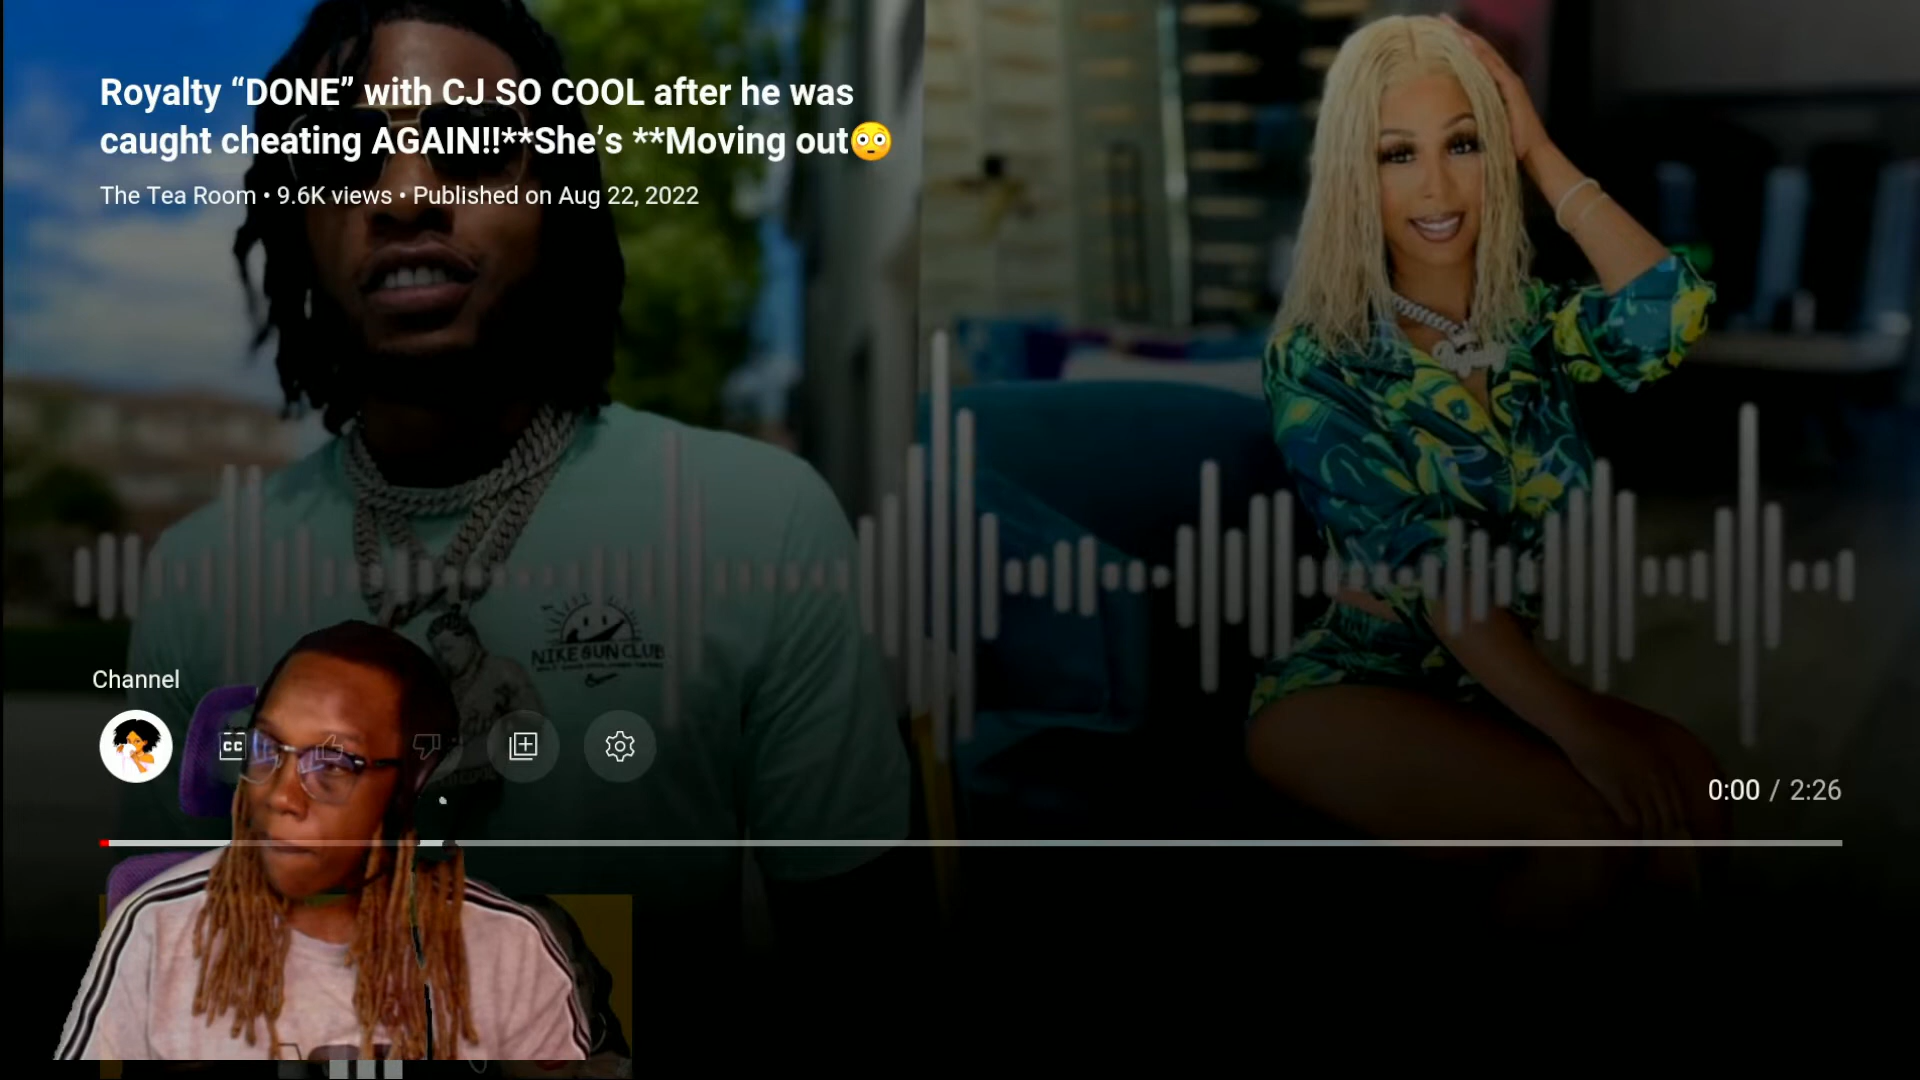 Royalty “DONE” with CJ SO COOL after he was
caught cheating AGAIN!!**She’s **Moving out😳
The Tea Room • 9.6K views • Published on Aug 22, 2022
NIKE GUN CLUB
Channel
CC
0:00 / 2:26